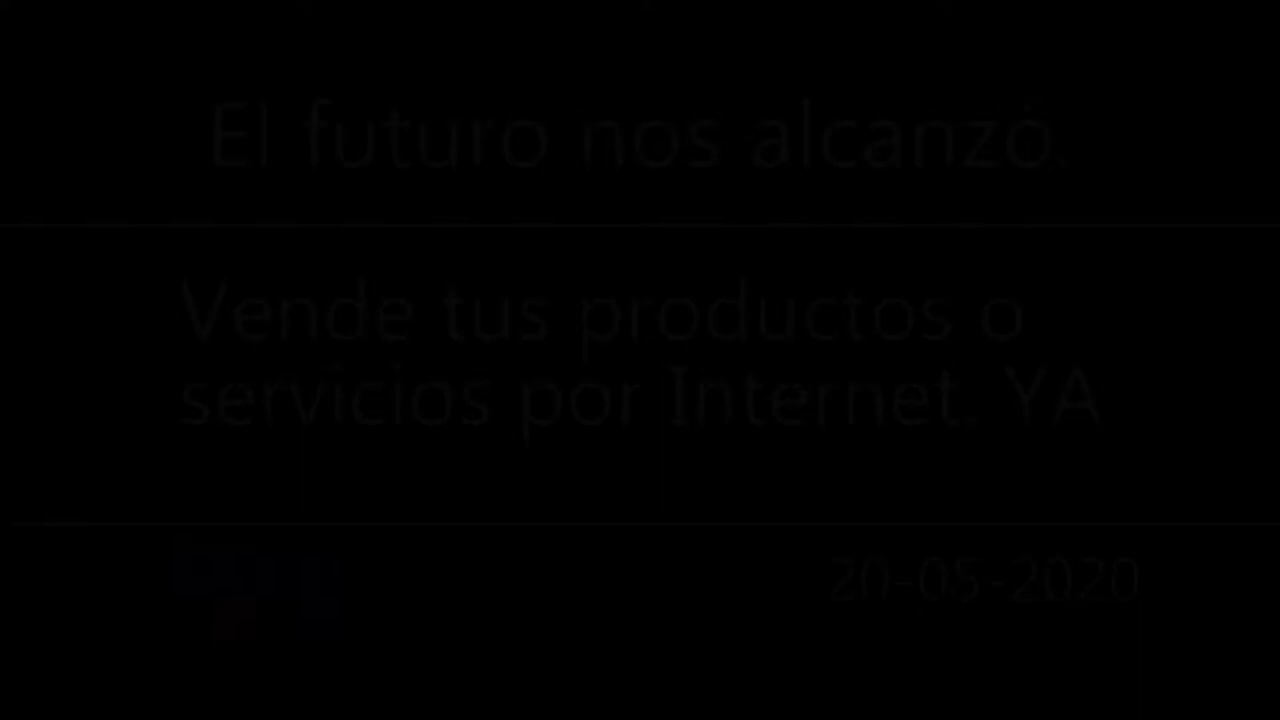 El futuro nos alcanzó.
Vende tus productos o
servicios por Internet. YA
20-05-2020